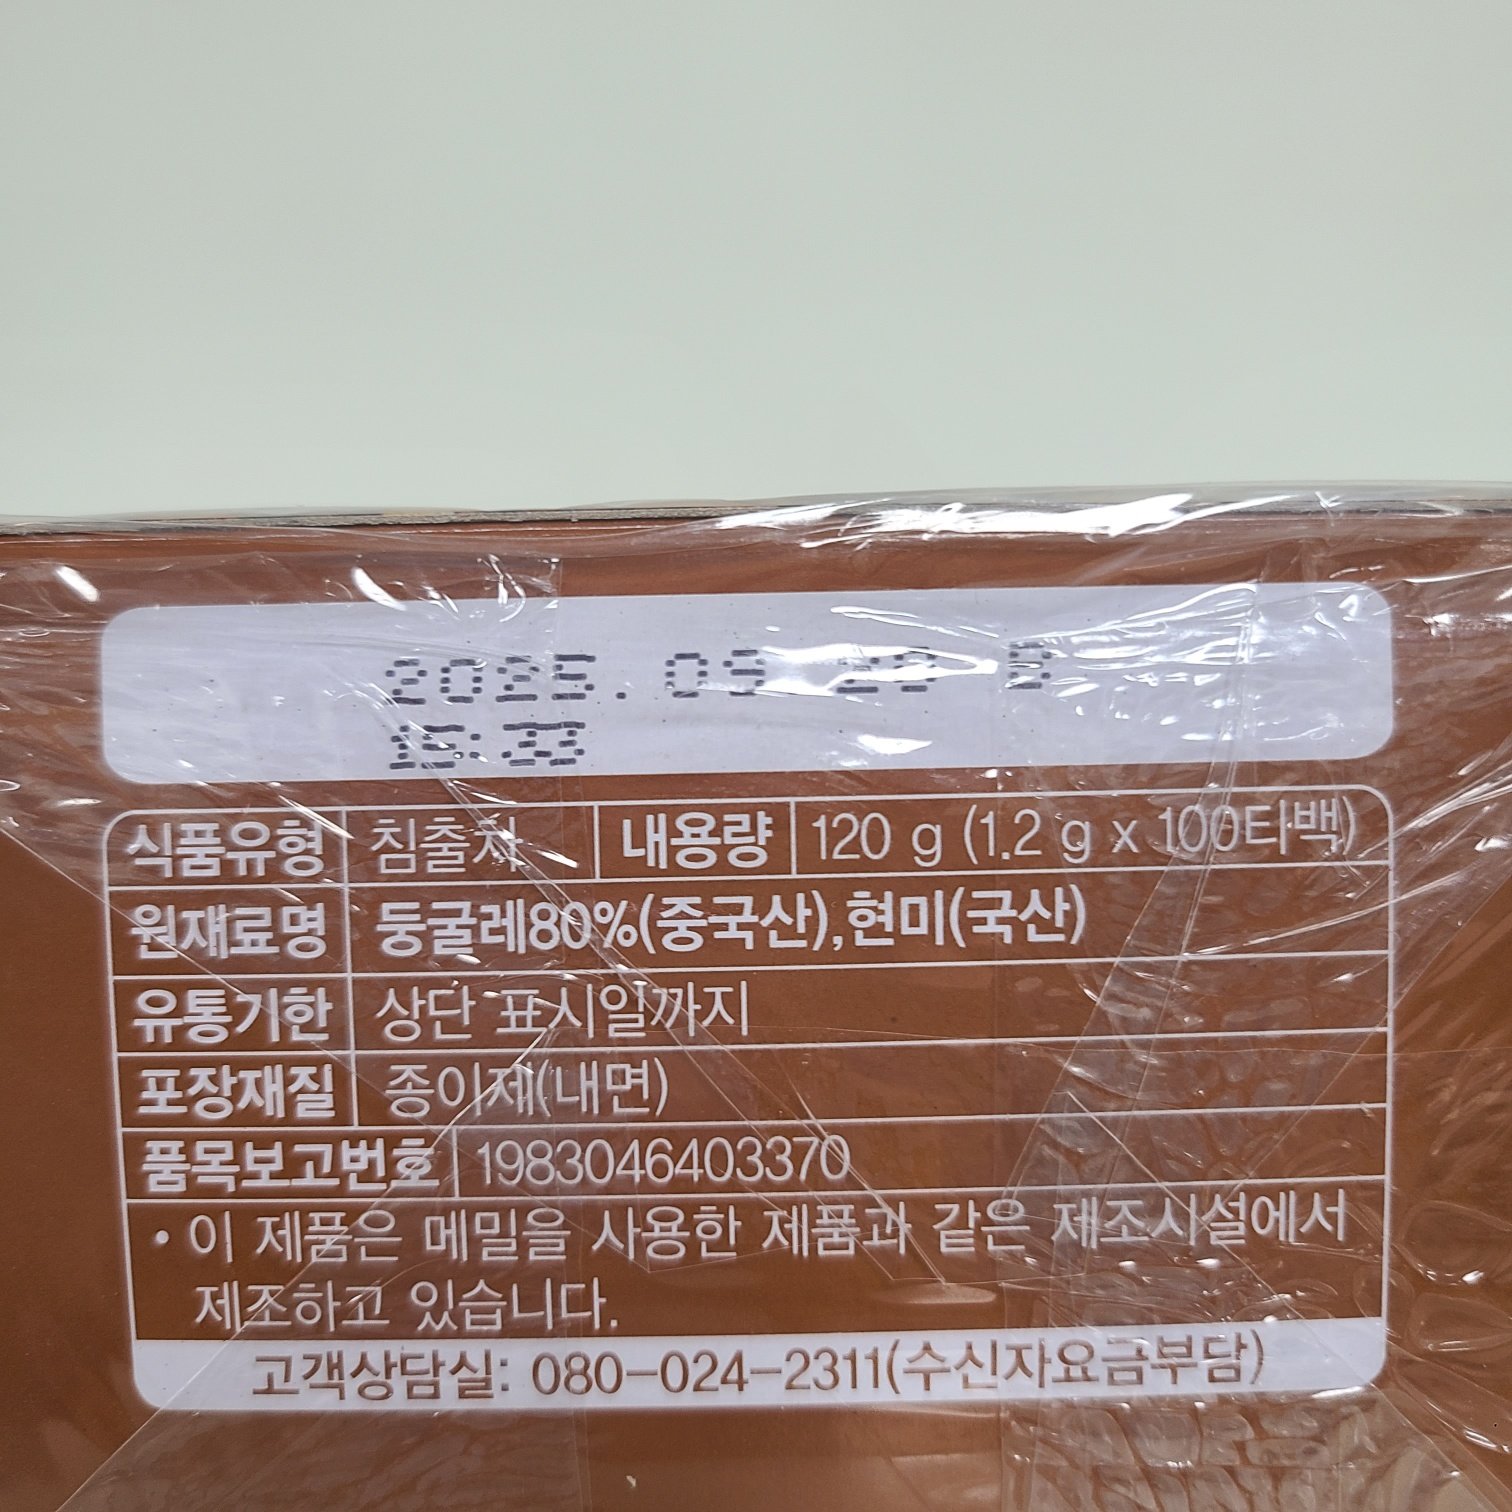 2025. 09. 20 B
15:33
식품유형 침출차 내용량 120 g (1.2 g x 100티백)
원재료명 둥굴레80%(중국산),현미(국산)
유통기한 상단 표시일까지
포장재질 종이제(내면)
품목보고번호 1983046403370
• 이 제품은 메밀을 사용한 제품과 같은 제조시설에서
제조하고 있습니다.
고객상담실: 080-024-2311(수신자요금부담)